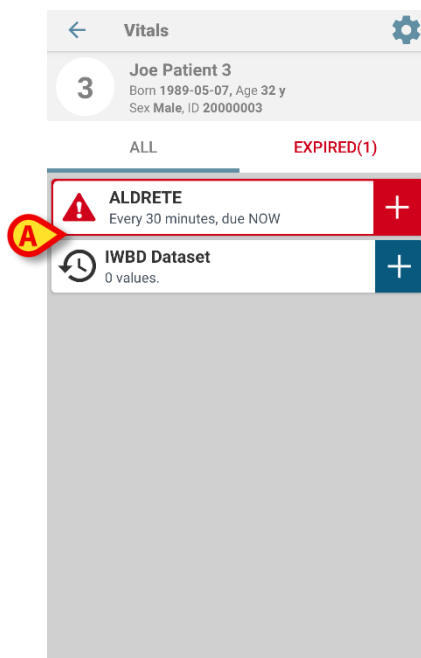 Vitals
3
Joe Patient 3
Born 1989-05-07, Age 32 y
Sex Male, ID 20000003
ALL
EXPIRED(1)
ALDRETE
Every 30 minutes, due NOW
A
IWBD Dataset
0 values.